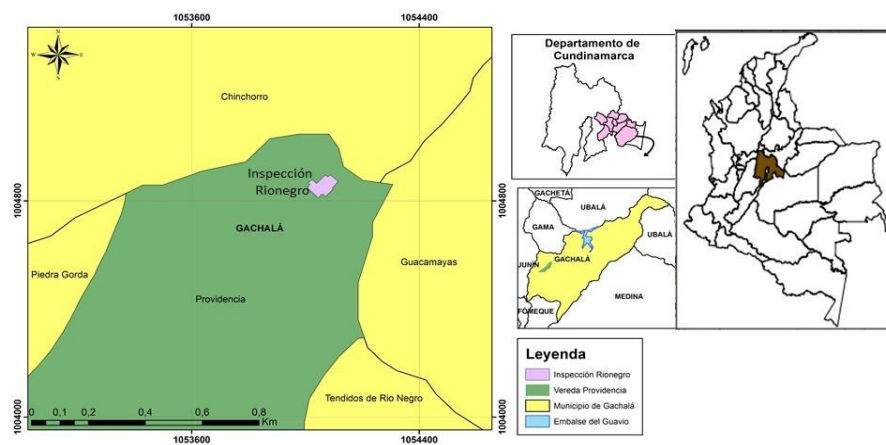 1053600
1054400
N
W
E
S
Chinchorro
Inspección
Rionegro
1004800
1004800
GACHALÁ
Piedra Gorda
Guacamayas
Providencia
Tendidos de Rio Negro
0
0,1
0,2
0,4
0,6
0,8
Km
1004000
1004000
1053600
1054400
Departamento de
Cundinamarca
GACHETÁ
UBALÁ
GAMA
UBALÁ
JUNÍN
GACHALÁ
MEDINA
FÓMEQUE
Leyenda
Inspección Rionegro
Vereda Providencia
Municipio de Gachalá
Embalse del Guavio